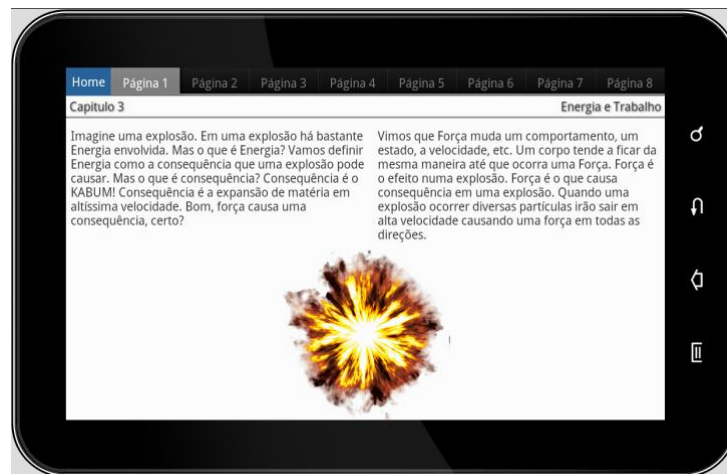 Home Página 1 Página 2 Página 3 Página 4 Página 5 Página 6 Página 7 Página 8
Capitulo 3 Energia e Trabalho
Imagine uma explosão. Em uma explosão há bastante
Energia envolvida. Mas o que é Energia? Vamos definir
Energia como a consequência que uma explosão pode
causar. Mas o que é consequência? Consequência é o
KABUM! Consequência é a expansão de matéria em
altíssima velocidade. Bom, força causa uma
consequência, certo?
Vimos que Força muda um comportamento, um
estado, a velocidade, etc. Um corpo tende a ficar da
mesma maneira até que ocorra uma Força. Força é
o efeito numa explosão. Força é o que causa
consequência em uma explosão. Quando uma
explosão ocorrer diversas partículas irão sair em
alta velocidade causando uma força em todas as
direções.